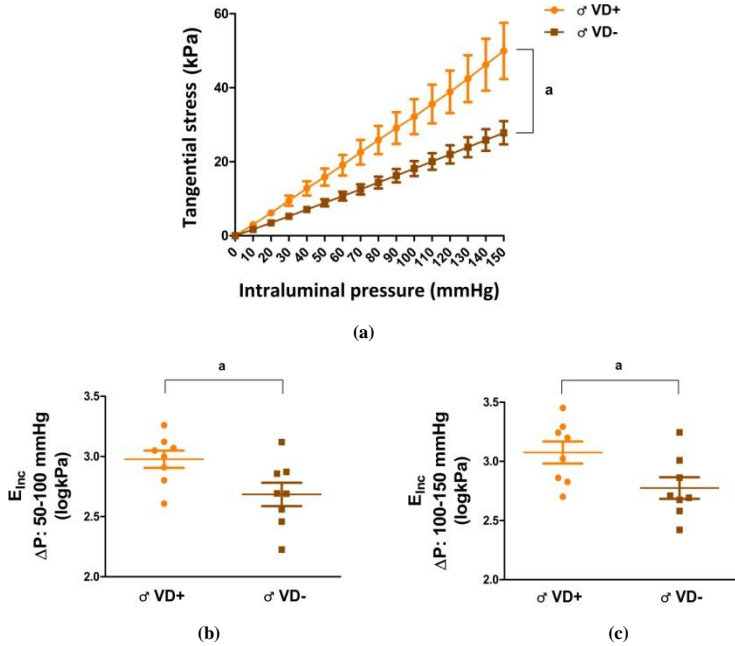 ♂ VD+
♂ VD-
Tangential stress (kPa)
60
40
20
0
a
0 10 20 30 40 50 60 70 80 90 100 110 120 130 140 150
Intraluminal pressure (mmHg)
(a)
a
E_Inc
ΔP: 50-100 mmHg
(logkPa)
3.5
3.0
2.5
2.0
♂ VD+ ♂ VD-
(b)
a
E_Inc
ΔP: 100-150 mmHg
(logkPa)
3.5
3.0
2.5
2.0
♂ VD+ ♂ VD-
(c)